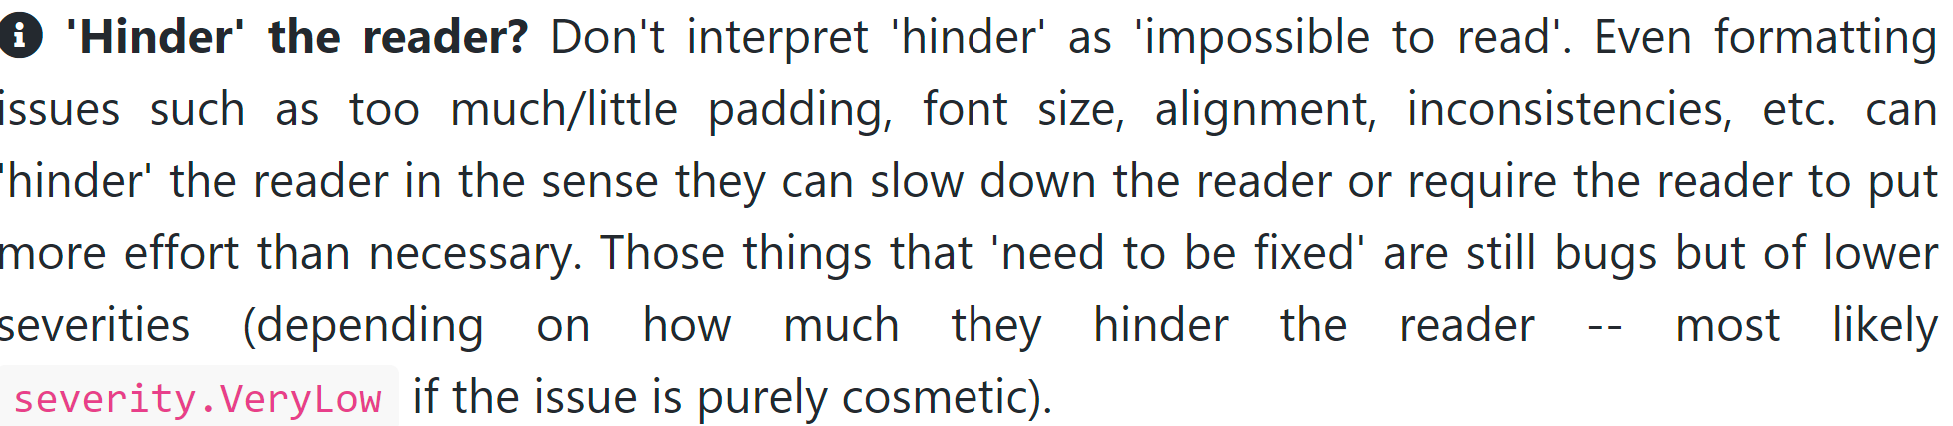 'Hinder' the reader? Don't interpret 'hinder' as 'impossible to read'. Even formatting
issues such as too much/little padding, font size, alignment, inconsistencies, etc. can
'hinder' the reader in the sense they can slow down the reader or require the reader to put
more effort than necessary. Those things that 'need to be fixed' are still bugs but of lower
severities (depending on how much they hinder the reader -- most likely
severity.VeryLow if the issue is purely cosmetic).